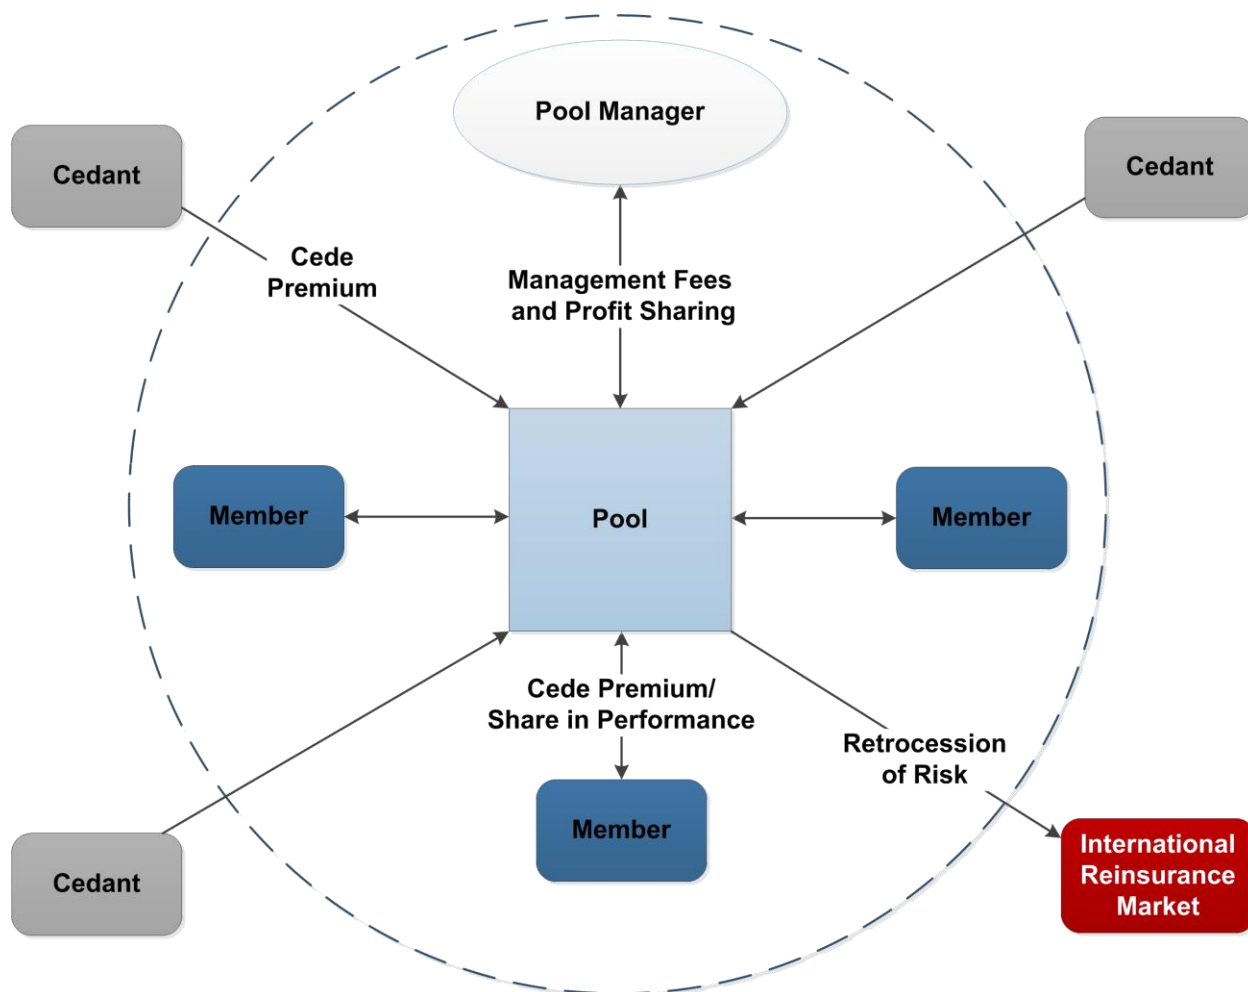 Pool Manager
Cedant
Cedant
Cede
Premium
Management Fees
and Profit Sharing
Member
Pool
Member
Cede Premium/
Share in Performance
Retrocession
of Risk
Member
Cedant
International
Reinsurance
Market